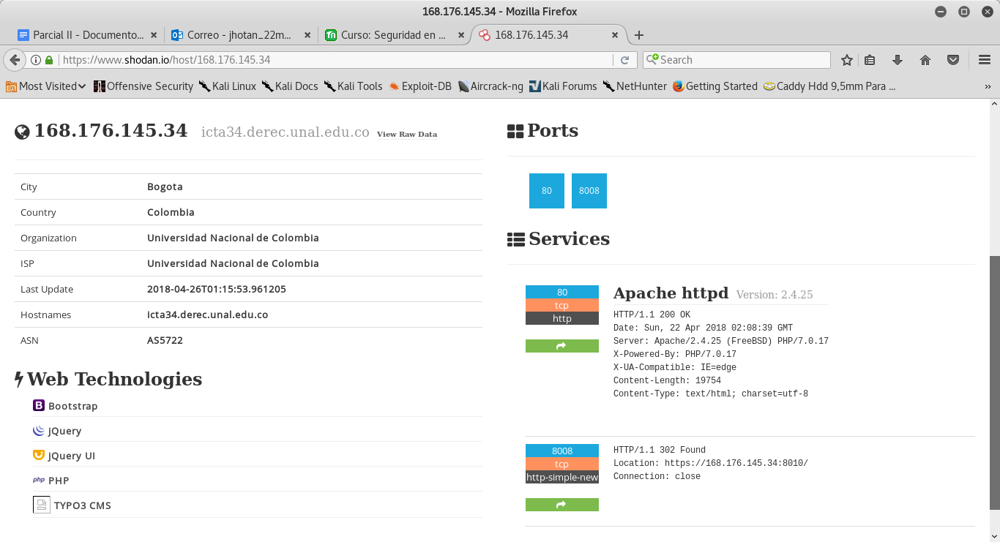 168.176.145.34 - Mozilla Firefox
Parcial II - Documento...
Correo - jhotan_22m...
Curso: Seguridad en ...
168.176.145.34
https://www.shodan.io/host/168.176.145.34
Search
Most Visited
Offensive Security
Kali Linux
Kali Docs
Kali Tools
Exploit-DB
Aircrack-ng
Kali Forums
NetHunter
Getting Started
Caddy Hdd 9,5mm Para ...
»
168.176.145.34 icta34.derec.unal.edu.co View Raw Data
City Bogota
Country Colombia
Organization Universidad Nacional de Colombia
ISP Universidad Nacional de Colombia
Last Update 2018-04-26T01:15:53.961205
Hostnames icta34.derec.unal.edu.co
ASN AS5722
Web Technologies
B Bootstrap
jQuery
jQuery UI
php PHP
TYPO3 CMS
Ports
80
8008
Services
80
tcp
http
Apache httpd Version: 2.4.25
HTTP/1.1 200 OK
Date: Sun, 22 Apr 2018 02:08:39 GMT
Server: Apache/2.4.25 (FreeBSD) PHP/7.0.17
X-Powered-By: PHP/7.0.17
X-UA-Compatible: IE=edge
Content-Length: 19754
Content-Type: text/html; charset=utf-8
8008
tcp
http-simple-new
HTTP/1.1 302 Found
Location: https://168.176.145.34:8010/
Connection: close